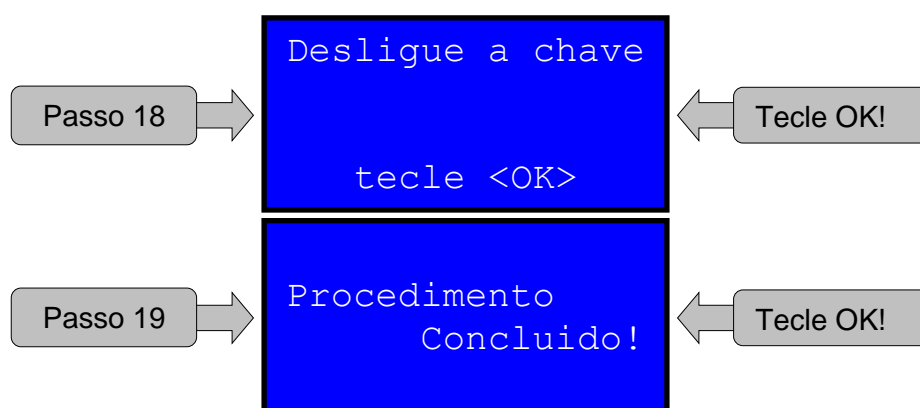 Desligue a chave
Passo 18
Tecle OK!
tecle <OK>
Procedimento
Passo 19
Tecle OK!
Concluido!